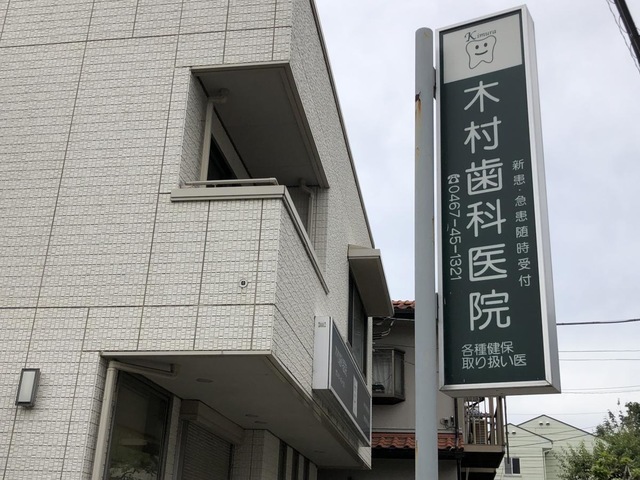 Kimura
木村歯科医院
新患・急患随時受付
☎0467-45-1321
各種健保
取り扱い医